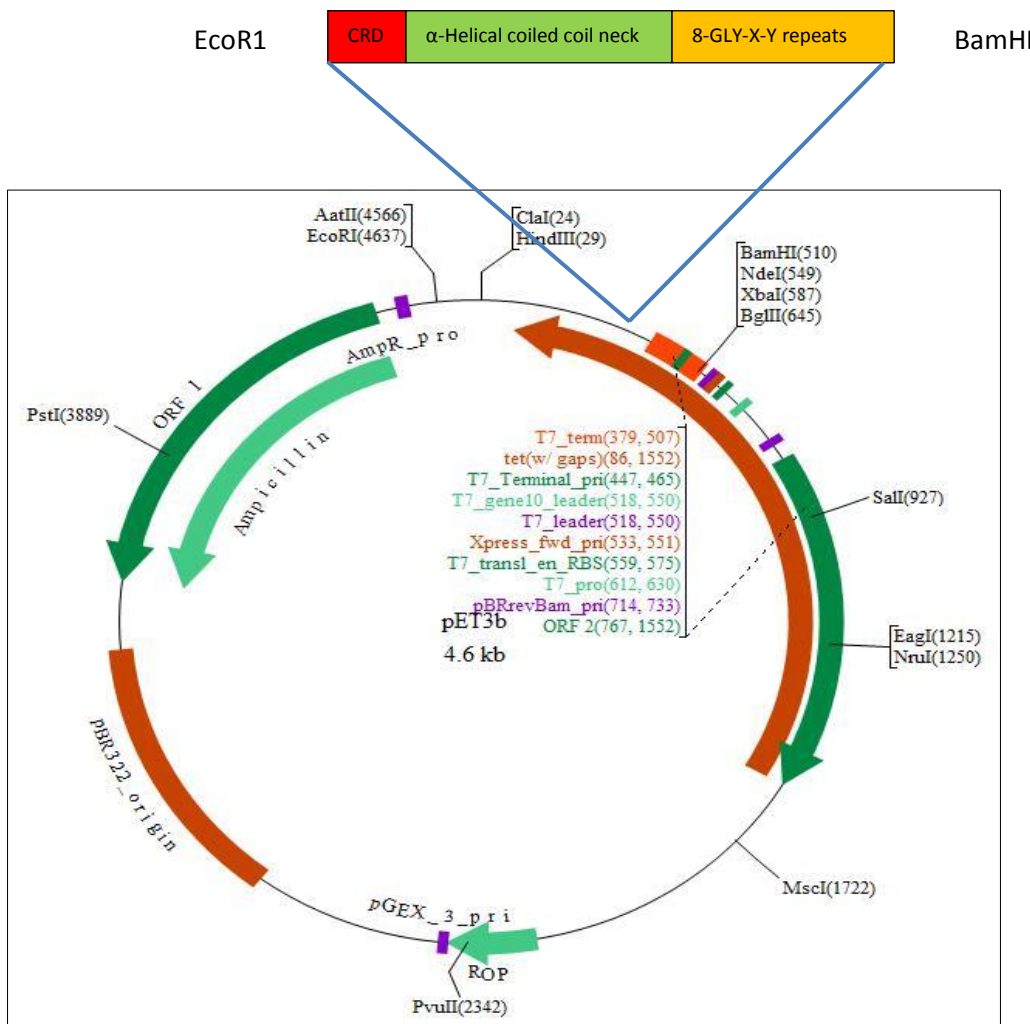 EcoR1 CRD α-Helical coiled coil neck 8-GLY-X-Y repeats BamHI
AatII(4566)
EcoRI(4637)
ClaI(24)
HindIII(29)
BamHI(510)
NdeI(549)
XbaI(587)
BglII(645)
AmpR_pro
ORF 1
PstI(3889)
Ampicillin
T7_term(379, 507)
tet(w/ gaps)(86, 1552)
T7_Terminal_pri(447, 465)
T7_gene10_leader(518, 550)
T7_leader(518, 550)
Xpress_fwd_pri(533, 551)
T7_transl_en_RBS(559, 575)
T7_pro(612, 630)
pBRrevBam_pri(714, 733)
ORF 2(767, 1552)
pET3b
4.6 kb
SalI(927)
EagI(1215)
NruI(1250)
pBR322_origin
MscI(1722)
pGEX_3_pri
ROP
PvuII(2342)